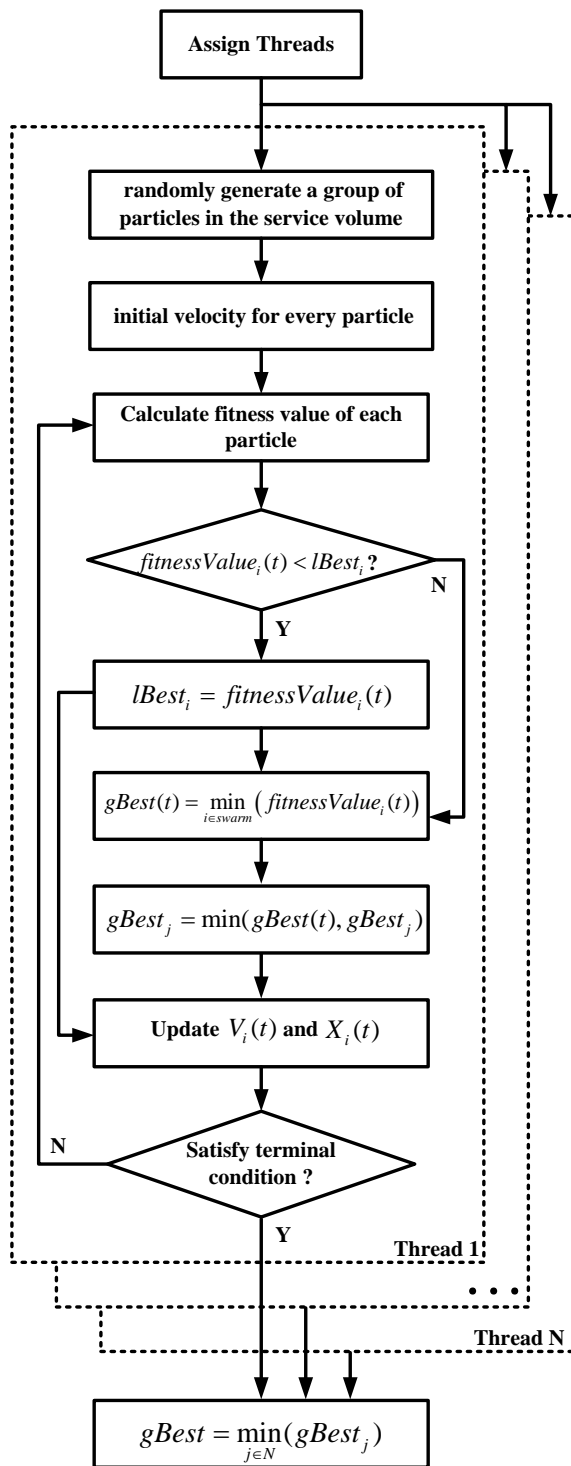 Assign Threads
randomly generate a group of
particles in the service volume
initial velocity for every particle
Calculate fitness value of each
particle
fitnessValue_i(t) < lBest_i ?
N
Y
lBest_i = fitnessValue_i(t)
gBest(t) = min_{i∈swarm}(fitnessValue_i(t))
gBest_j = min(gBest(t), gBest_j)
Update V_i(t) and X_i(t)
N
Satisfy terminal
condition ?
Y
Thread 1
. . .
Thread N
gBest = min_{j∈N}(gBest_j)